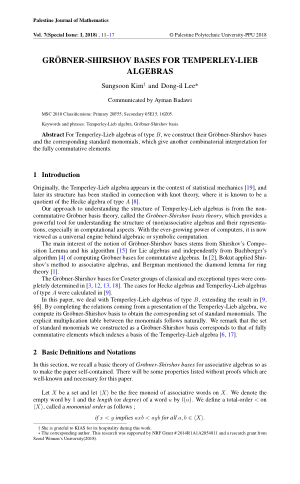 Palestine Journal of Mathematics
Vol. 7(Special Issue: I, 2018) , 11–17
© Palestine Polytechnic University-PPU 2018
GRÖBNER-SHIRSHOV BASES FOR TEMPERLEY-LIEB
ALGEBRAS
Sungsoon Kim† and Dong-il Lee*
Communicated by Ayman Badawi
MSC 2010 Classifications: Primary 20F55; Secondary 05E15, 16Z05.
Keywords and phrases: Temperley-Lieb algebra, Gröbner-Shirshov basis
Abstract For Temperley-Lieb algebras of type B, we construct their Gröbner-Shirshov bases
and the corresponding standard monomials, which give another combinatorial interpretation for
the fully commutative elements.
1 Introduction
Originally, the Temperley-Lieb algebra appears in the context of statistical mechanics [19], and
later its structure has been studied in connection with knot theory, where it is known to be a
quotient of the Hecke algebra of type A [8].
Our approach to understanding the structure of Temperley-Lieb algebras is from the non-
commutative Gröbner basis theory, called the Gröbner-Shirshov basis theory, which provides a
powerful tool for understanding the structure of (non)associative algebras and their representa-
tions, especially in computational aspects. With the ever-growing power of computers, it is now
viewed as a universal engine behind algebraic or symbolic computation.
The main interest of the notion of Gröbner-Shirshov bases stems from Shirshov's Compo-
sition Lemma and his algorithm [15] for Lie algebras and independently from Buchberger's
algorithm [4] of computing Gröbner bases for commutative algebras. In [2], Bokut applied Shir-
shov's method to associative algebras, and Bergman mentioned the diamond lemma for ring
theory [1].
The Gröbner-Shirshov bases for Coxeter groups of classical and exceptional types were com-
pletely determined in [3, 12, 13, 18]. The cases for Hecke algebras and Temperley-Lieb algebras
of type A were calculated in [9].
In this paper, we deal with Temperley-Lieb algebras of type B, extending the result in [9,
§6]. By completing the relations coming from a presentation of the Temperley-Lieb algebra, we
compute its Gröbner-Shirshov basis to obtain the corresponding set of standard monomials. The
explicit multiplication table between the monomials follows naturally. We remark that the set
of standard monomials we constructed as a Gröbner-Shirshov basis corresponds to that of fully
commutative elements which indexes a basis of the Temperley-Lieb algebra [6, 17].
2 Basic Definitions and Notations
In this section, we recall a basic theory of Gröbner-Shirshov bases for associative algebras so as
to make the paper self-contained. There will be some properties listed without proofs which are
well-known and necessary for this paper.
Let X be a set and let ⟨X⟩ be the free monoid of associative words on X. We denote the
empty word by 1 and the length (or degree) of a word u by l(u). We define a total-order < on
⟨X⟩, called a monomial order as follows ;
if x < y implies axb < ayb for all a, b ∈ ⟨X⟩.
† She is grateful to KIAS for its hospitality during this work.
* The corresponding author. This research was supported by NRF Grant # 2014R1A1A2054811 and a research grant from
Seoul Women's University(2018).